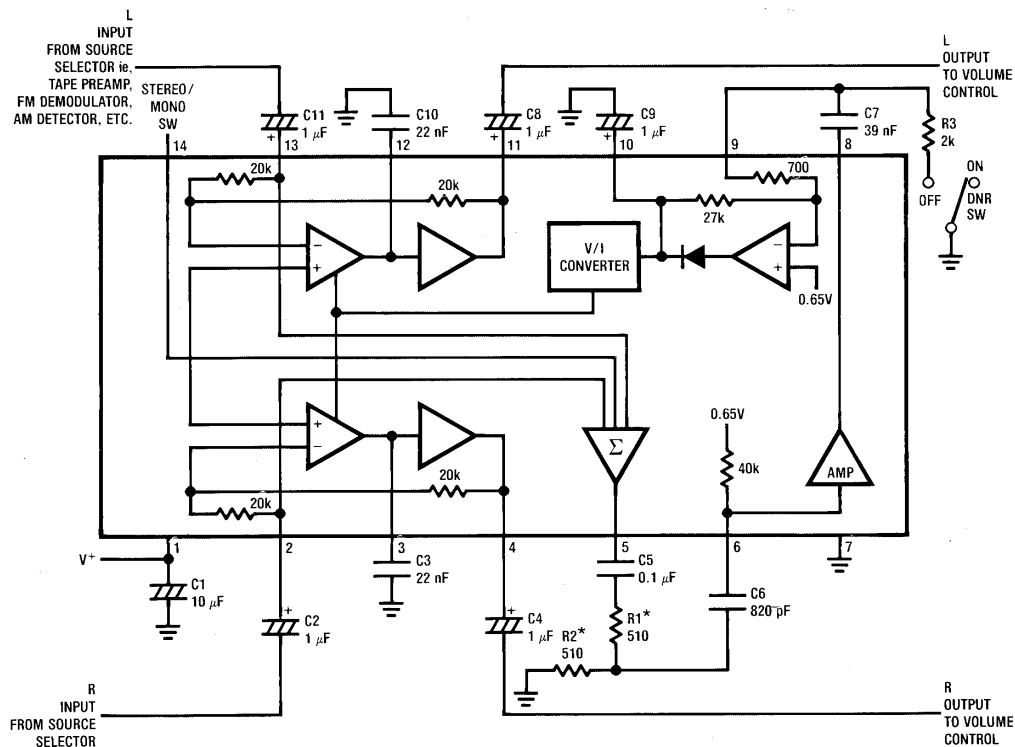 L
INPUT
FROM SOURCE
SELECTOR ie,
TAPE PREAMP,
FM DEMODULATOR,
AM DETECTOR, ETC.
STEREO/
MONO
SW
14
C11
1 µF
+
13
C10
22 nF
12
C8
1 µF
+
11
C9
1 µF
+
10
L
OUTPUT
TO VOLUME
CONTROL
9
C7
39 nF
8
R3
2k
OFF
ON
DNR
SW
20k
20k
700
27k
−
+
V/I
CONVERTER
−
+
0.65V
+
−
Σ
0.65V
40k
AMP
20k
20k
1
2
3
4
5
6
7
V+
C1
10 µF
+
C2
1 µF
C3
22 nF
+
C4
1 µF
C5
0.1 µF
R1*
510
R2*
510
C6
820 pF
R
INPUT
FROM SOURCE
SELECTOR
R
OUTPUT
TO VOLUME
CONTROL